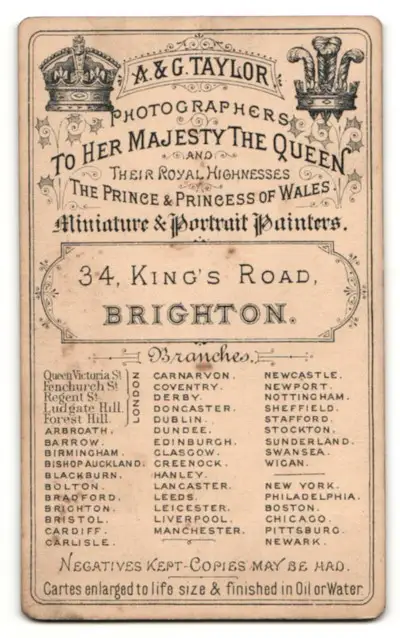 A. & G. TAYLOR
PHOTOGRAPHERS
TO HER MAJESTY THE QUEEN
AND
THEIR ROYAL HIGHNESSES
THE PRINCE & PRINCESS OF WALES.
Miniature & Portrait Painters.
34, KING'S ROAD,
BRIGHTON.
Branches.
Queen Victoria St
Fenchurch St
Regent St
Ludgate Hill.
Forest Hill.
LONDON
ARBROATH.
BARROW.
BIRMINGHAM.
BISHOP AUCKLAND.
BLACKBURN.
BOLTON.
BRADFORD.
BRIGHTON.
BRISTOL.
CARDIFF.
CARLISLE.
CARNARVON.
COVENTRY.
DERBY.
DONCASTER.
DUBLIN.
DUNDEE.
EDINBURGH.
GLASGOW.
GREENOCK.
HANLEY.
LANCASTER.
LEEDS.
LEICESTER.
LIVERPOOL.
MANCHESTER.
NEWCASTLE.
NEWPORT.
NOTTINGHAM.
SHEFFIELD.
STAFFORD.
STOCKTON.
SUNDERLAND.
SWANSEA.
WIGAN.
NEW YORK.
PHILADELPHIA.
BOSTON.
CHICAGO.
PITTSBURG.
NEWARK.
NEGATIVES KEPT-COPIES MAY BE HAD.
Cartes enlarged to life size & finished in Oil or Water